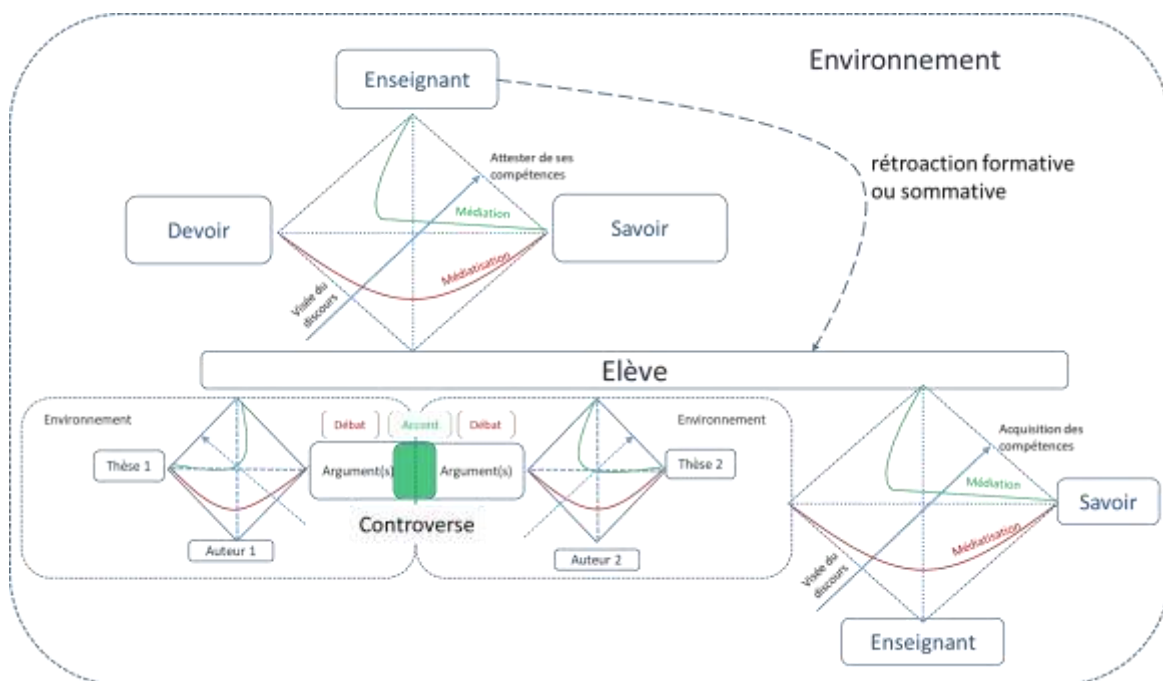 Environnement
Enseignant
Attester de ses
compétences
rétroaction formative
ou sommative
Devoir
Médiation
Savoir
Médiatisation
Visée du
discours
Elève
Environnement
Débat
Accord
Débat
Environnement
Acquisition des
compétences
Thèse 1
Argument(s)
Argument(s)
Thèse 2
Médiation
Savoir
Controverse
Médiatisation
Auteur 1
Auteur 2
Visée du
discours
Enseignant